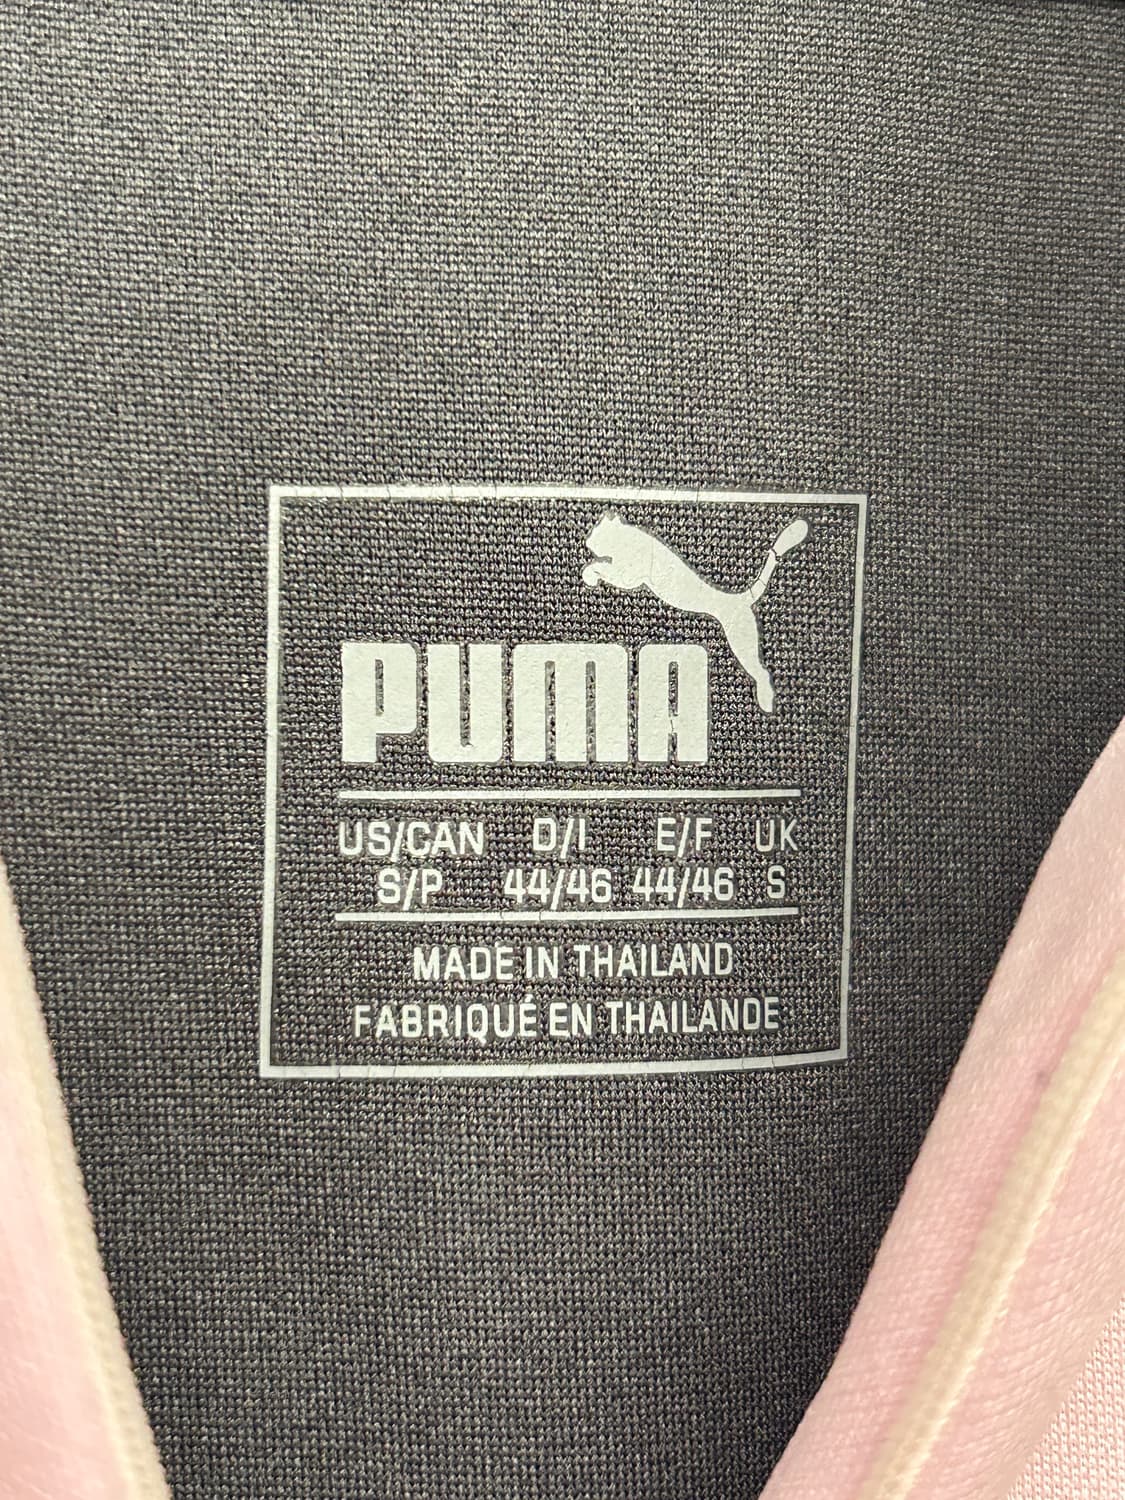 PUMA
US/CAN D/I E/F UK
S/P 44/46 44/46 S
MADE IN THAILAND
FABRIQUÉ EN THAILANDE